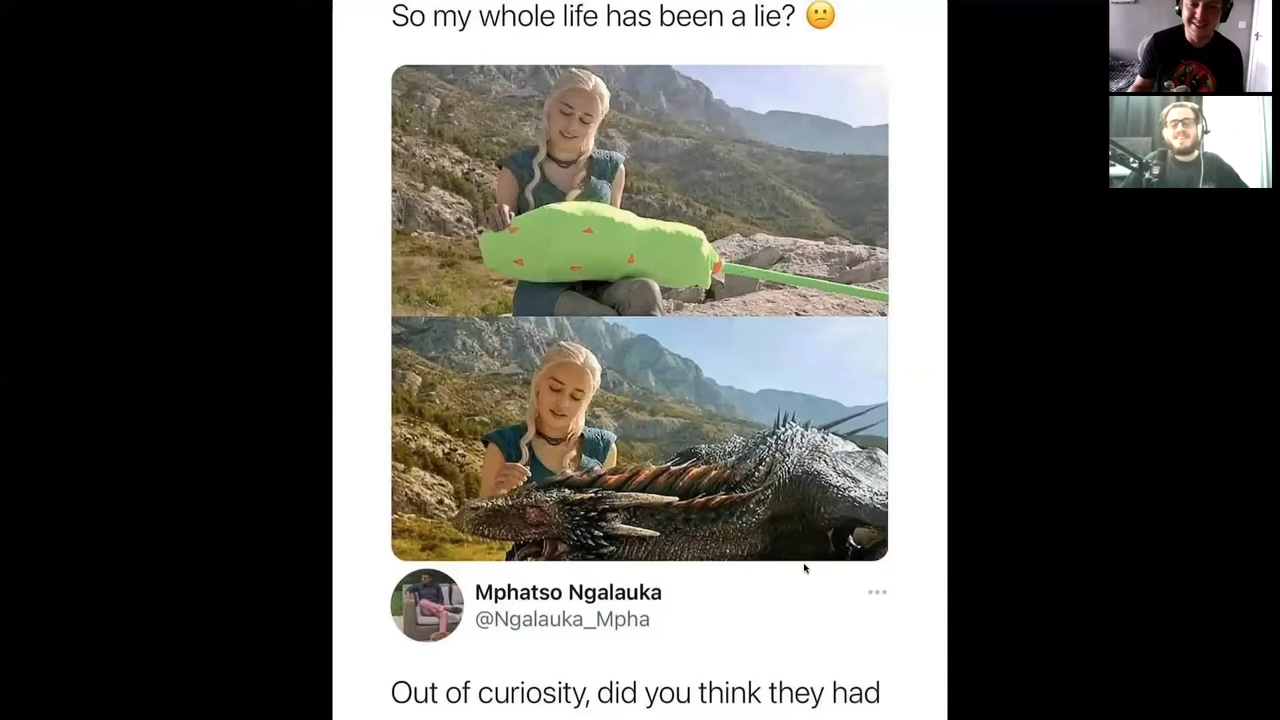 So my whole life has been a lie? 😕
Mphatso Ngalauka
@Ngalauka_Mpha
Out of curiosity, did you think they had